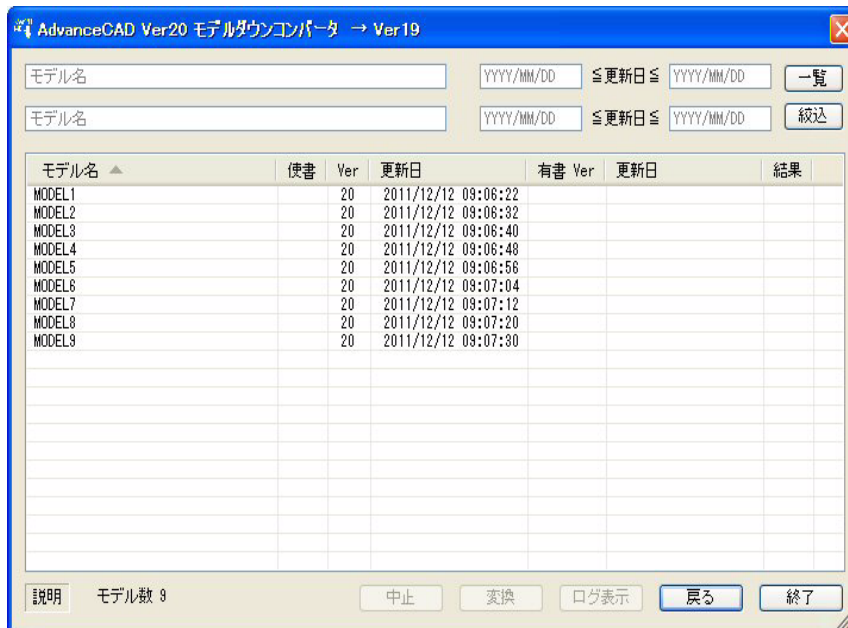 AdvanceCAD Ver20 モデルダウンコンバータ → Ver19
モデル名 YYYY/MM/DD ≦更新日≦ YYYY/MM/DD 一覧
モデル名 YYYY/MM/DD ≦更新日≦ YYYY/MM/DD 絞込
モデル名 使書 Ver 更新日 有書 Ver 更新日 結果
MODEL1 20 2011/12/12 09:06:22
MODEL2 20 2011/12/12 09:06:32
MODEL3 20 2011/12/12 09:06:40
MODEL4 20 2011/12/12 09:06:48
MODEL5 20 2011/12/12 09:06:56
MODEL6 20 2011/12/12 09:07:04
MODEL7 20 2011/12/12 09:07:12
MODEL8 20 2011/12/12 09:07:20
MODEL9 20 2011/12/12 09:07:30
説明 モデル数 9 中止 変換 ログ表示 戻る 終了